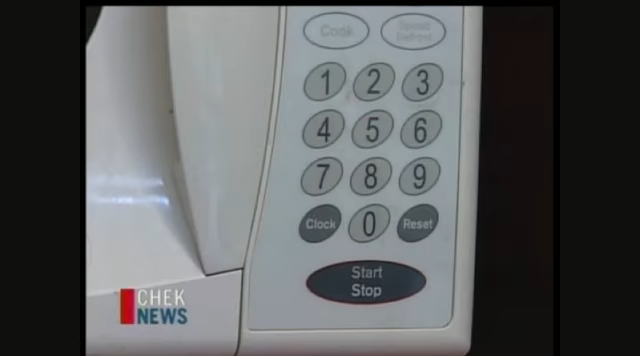 Cook Speed
Defrost
1 2 3
4 5 6
7 8 9
Clock 0 Reset
Start
Stop
CHEK
NEWS